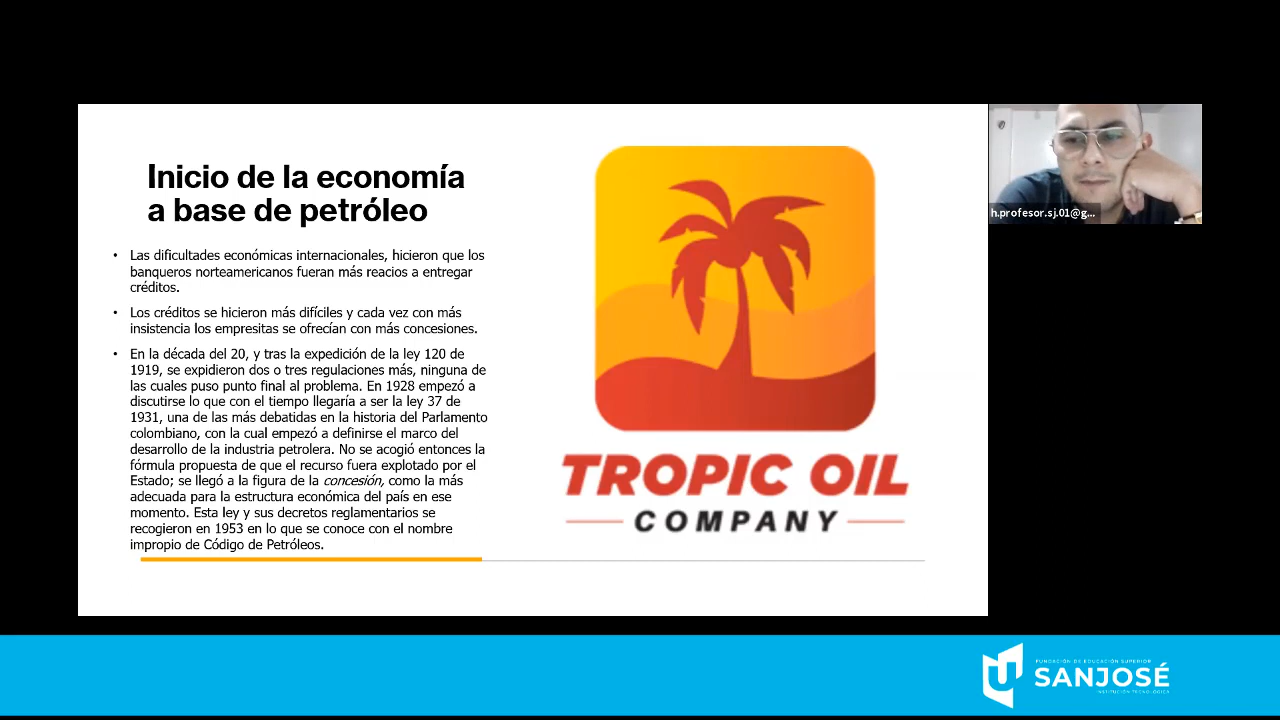 Inicio de la economía
a base de petróleo
• Las dificultades económicas internacionales, hicieron que los
banqueros norteamericanos fueran más reacios a entregar
créditos.
• Los créditos se hicieron más difíciles y cada vez con más
insistencia los empresitas se ofrecían con más concesiones.
• En la década del 20, y tras la expedición de la ley 120 de
1919, se expidieron dos o tres regulaciones más, ninguna de
las cuales puso punto final al problema. En 1928 empezó a
discutirse lo que con el tiempo llegaría a ser la ley 37 de
1931, una de las más debatidas en la historia del Parlamento
colombiano, con la cual empezó a definirse el marco del
desarrollo de la industria petrolera. No se acogió entonces la
fórmula propuesta de que el recurso fuera explotado por el
Estado; se llegó a la figura de la concesión, como la más
adecuada para la estructura económica del país en ese
momento. Esta ley y sus decretos reglamentarios se
recogieron en 1953 en lo que se conoce con el nombre
impropio de Código de Petróleos.
TROPIC OIL
COMPANY
h.profesor.sj.01@g...
FUNDACIÓN DE EDUCACIÓN SUPERIOR
SANJOSÉ
INSTITUCIÓN TECNOLÓGICA